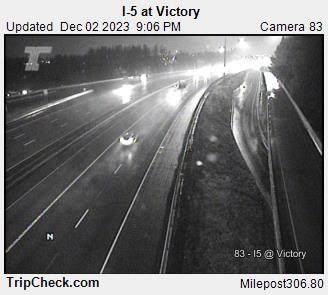 I-5 at Victory
Updated Dec 02 2023 9:06 PM Camera 83
T
N
83 - I5 @ Victory
TripCheck.com Milepost306.80